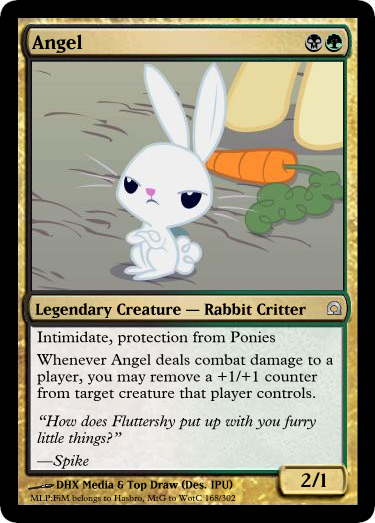 Angel
Legendary Creature — Rabbit Critter
Intimidate, protection from Ponies
Whenever Angel deals combat damage to a
player, you may remove a +1/+1 counter
from target creature that player controls.
“How does Fluttershy put up with you furry
little things?”
—Spike
2/1
DHX Media & Top Draw (Des. IPU)
MLP:FiM belongs to Hasbro, MtG to WotC 168/302